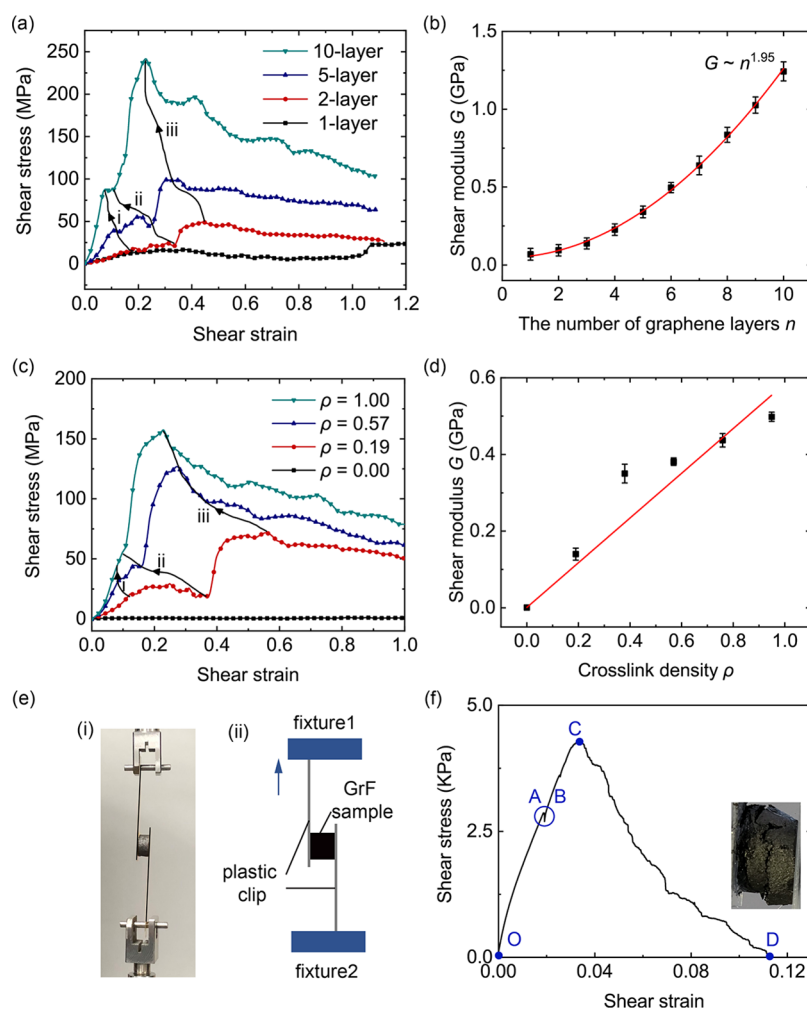 (a)
250
200
150
100
50
0
Shear stress (MPa)
10-layer
5-layer
2-layer
1-layer
i
ii
iii
0.0 0.2 0.4 0.6 0.8 1.0 1.2
Shear strain
(b)
1.5
1.0
0.5
0.0
Shear modulus G (GPa)
G ~ n^1.95
0 2 4 6 8 10
The number of graphene layers n
(c)
200
150
100
50
0
Shear stress (MPa)
ρ = 1.00
ρ = 0.57
ρ = 0.19
ρ = 0.00
i
ii
iii
0.0 0.2 0.4 0.6 0.8 1.0
Shear strain
(d)
0.6
0.4
0.2
0.0
Shear modulus G (GPa)
0.0 0.2 0.4 0.6 0.8 1.0
Crosslink density ρ
(e)
(i)
(ii)
fixture1
GrF
sample
plastic
clip
fixture2
(f)
5.0
2.5
0.0
Shear stress (KPa)
C
A B
O
D
0.00 0.04 0.08 0.12
Shear strain